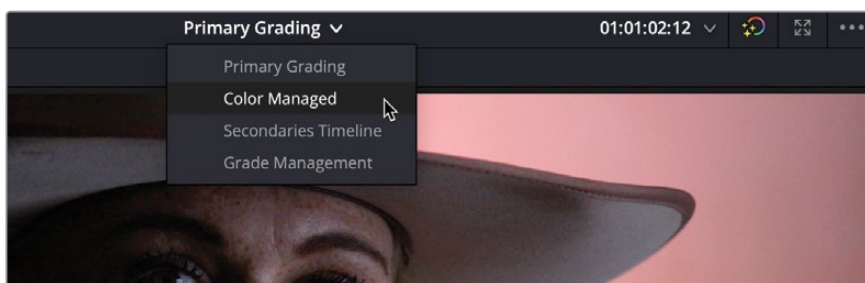 Primary Grading
01:01:02:12
Primary Grading
Color Managed
Secondaries Timeline
Grade Management